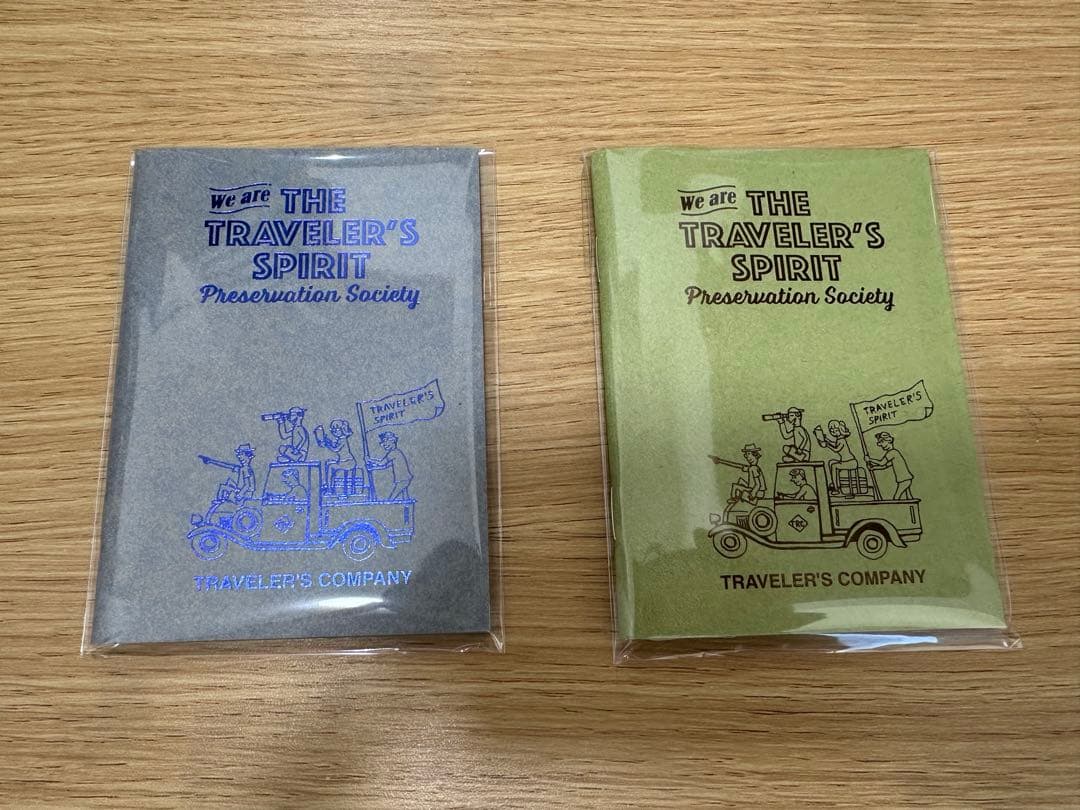 We are THE
TRAVELER'S
SPIRIT
Preservation Society
TRAVELER'S
SPIRIT
TRAVELER'S COMPANY
We are THE
TRAVELER'S
SPIRIT
Preservation Society
TRAVELER'S
SPIRIT
TRC
TRAVELER'S COMPANY